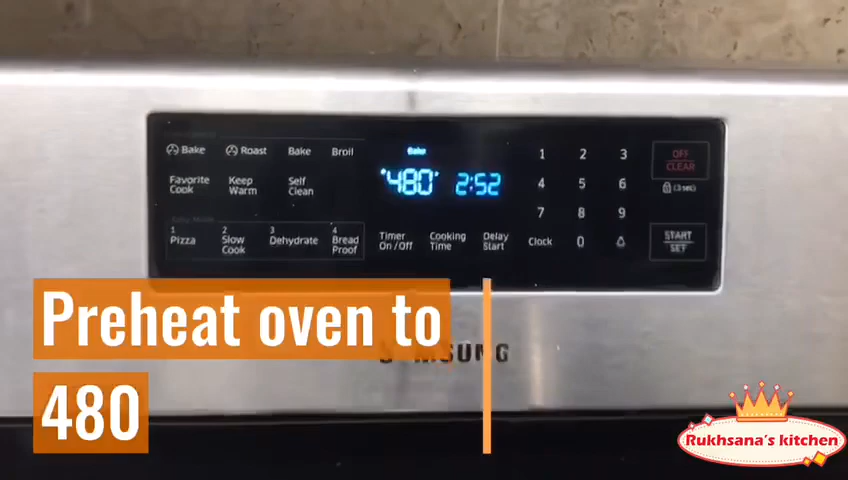 Bake Roast Bake Broil
Favorite Cook Keep Warm Self Clean
1 Pizza 2 Slow Cook 3 Dehydrate 4 Bread Proof
Bake
480° 2:52
Timer On/Off Cooking Time Delay Start
1 2 3
4 5 6
7 8 9
Clock 0
OFF
CLEAR
(3 sec)
START
SET
Preheat oven to
480
SAMSUNG
Rukhsana's kitchen